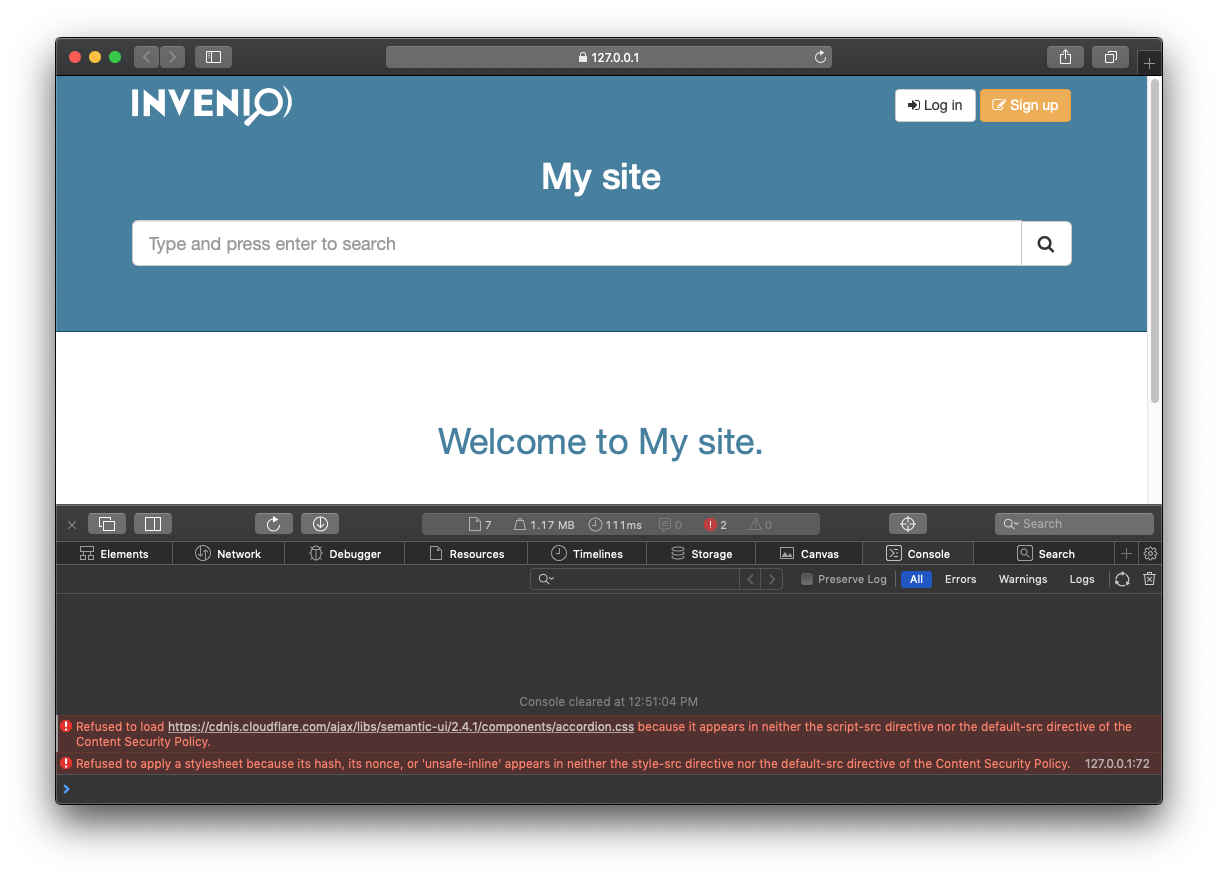 127.0.0.1
INVENIO
Log in
Sign up
My site
Type and press enter to search
Welcome to My site.
7
1.17 MB
111ms
0
2
0
Search
Elements
Network
Debugger
Resources
Timelines
Storage
Canvas
Console
Search
Preserve Log
All
Errors
Warnings
Logs
Console cleared at 12:51:04 PM
Refused to load https://cdnjs.cloudflare.com/ajax/libs/semantic-ui/2.4.1/components/accordion.css because it appears in neither the script-src directive nor the default-src directive of the
Content Security Policy.
Refused to apply a stylesheet because its hash, its nonce, or 'unsafe-inline' appears in neither the style-src directive nor the default-src directive of the Content Security Policy. 127.0.0.1:72